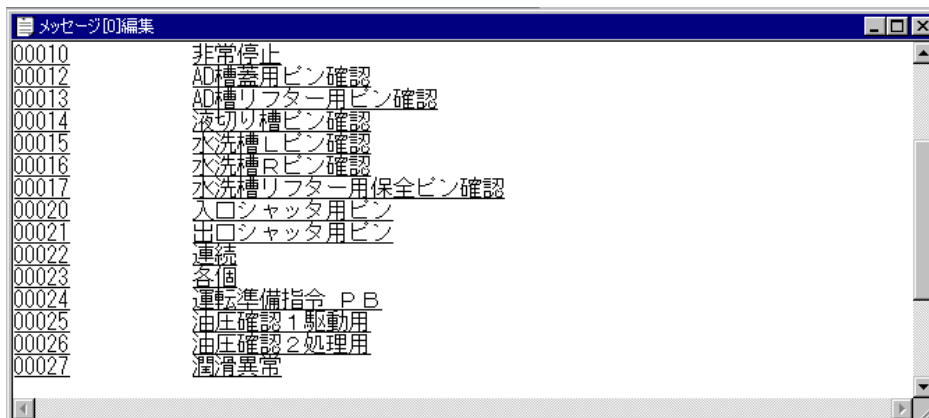 メッセージ[0]編集
00010 非常停止
00012 AD槽蓋用ピン確認
00013 AD槽リフター用ピン確認
00014 液切り槽ピン確認
00015 水洗槽Lピン確認
00016 水洗槽Rピン確認
00017 水洗槽リフター用保全ピン確認
00020 入口シャッタ用ピン
00021 出口シャッタ用ピン
00022 連続
00023 各個
00024 運転準備指令 PB
00025 油圧確認1駆動用
00026 油圧確認2処理用
00027 潤滑異常